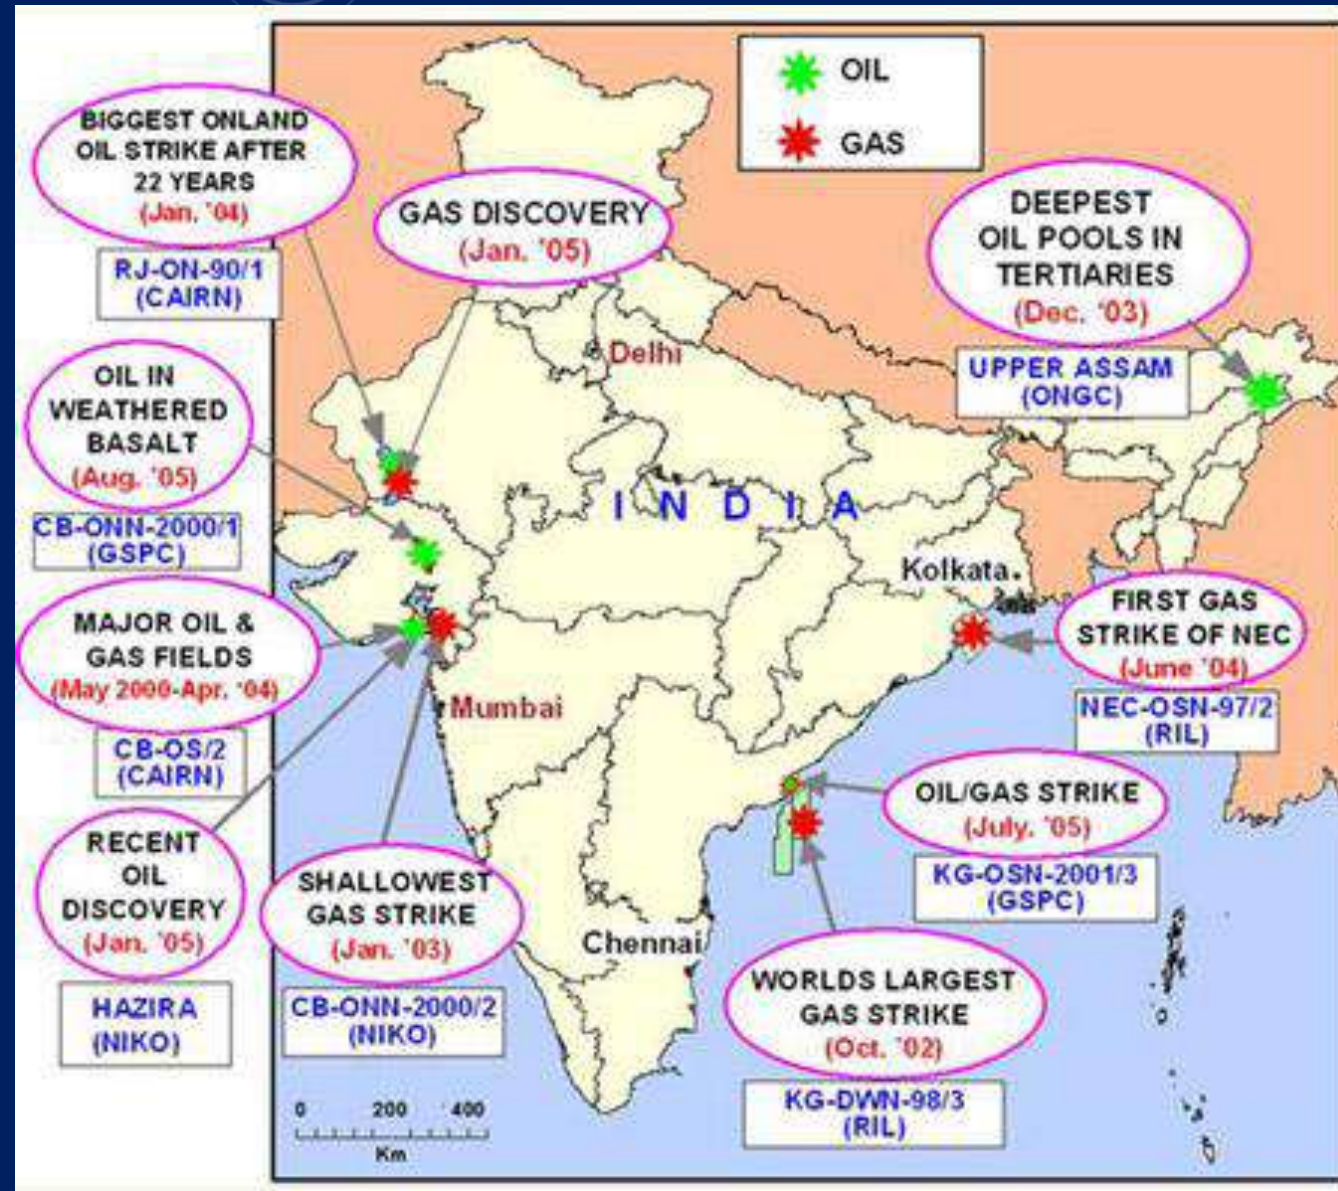 OIL
GAS
BIGGEST ONLAND
OIL STRIKE AFTER
22 YEARS
(Jan. '04)
RJ-ON-90/1
(CAIRN)
GAS DISCOVERY
(Jan. '05)
DEEPEST
OIL POOLS IN
TERTIARIES
(Dec. '03)
UPPER ASSAM
(ONGC)
Delhi
OIL IN
WEATHERED
BASALT
(Aug. '05)
CB-ONN-2000/1
(GSPC)
INDIA
Kolkata
MAJOR OIL &
GAS FIELDS
(May 2000-Apr. '04)
CB-OS/2
(CAIRN)
FIRST GAS
STRIKE OF NEC
(June '04)
NEC-OSN-97/2
(RIL)
Mumbai
OIL/GAS STRIKE
(July. '05)
KG-OSN-2001/3
(GSPC)
RECENT
OIL
DISCOVERY
(Jan. '05)
HAZIRA
(NIKO)
SHALLOWEST
GAS STRIKE
(Jan. '03)
CB-ONN-2000/2
(NIKO)
Chennai
WORLDS LARGEST
GAS STRIKE
(Oct. '02)
KG-DWN-98/3
(RIL)
0 200 400
Km